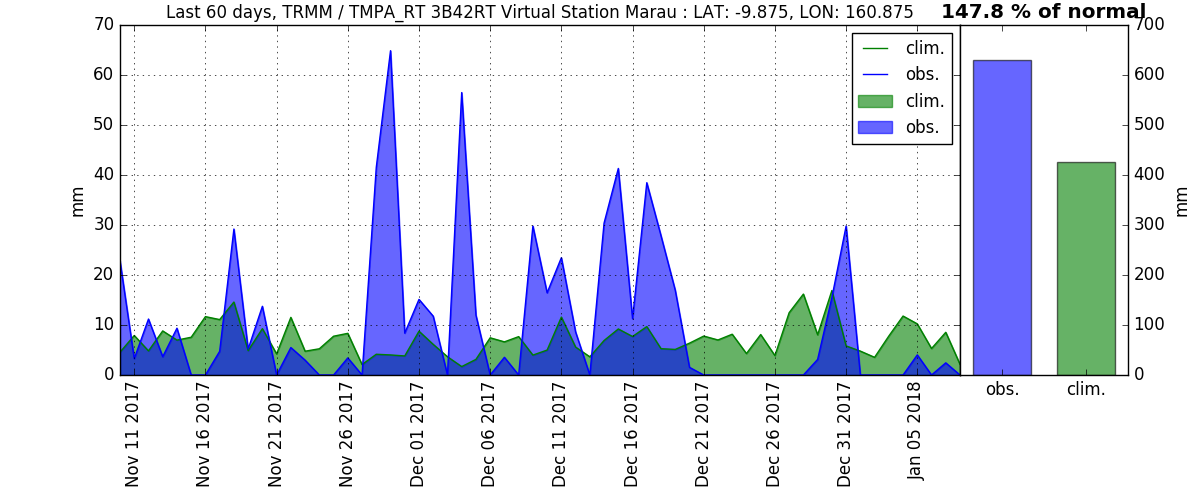 Last 60 days, TRMM / TMPA_RT 3B42RT Virtual Station Marau : LAT: -9.875, LON: 160.875
147.8 % of normal
mm
70
60
50
40
30
20
10
0
clim.
obs.
clim.
obs.
Nov 11 2017
Nov 16 2017
Nov 21 2017
Nov 26 2017
Dec 01 2017
Dec 06 2017
Dec 11 2017
Dec 16 2017
Dec 21 2017
Dec 26 2017
Dec 31 2017
Jan 05 2018
700
600
500
400
300
200
100
0
mm
obs.
clim.